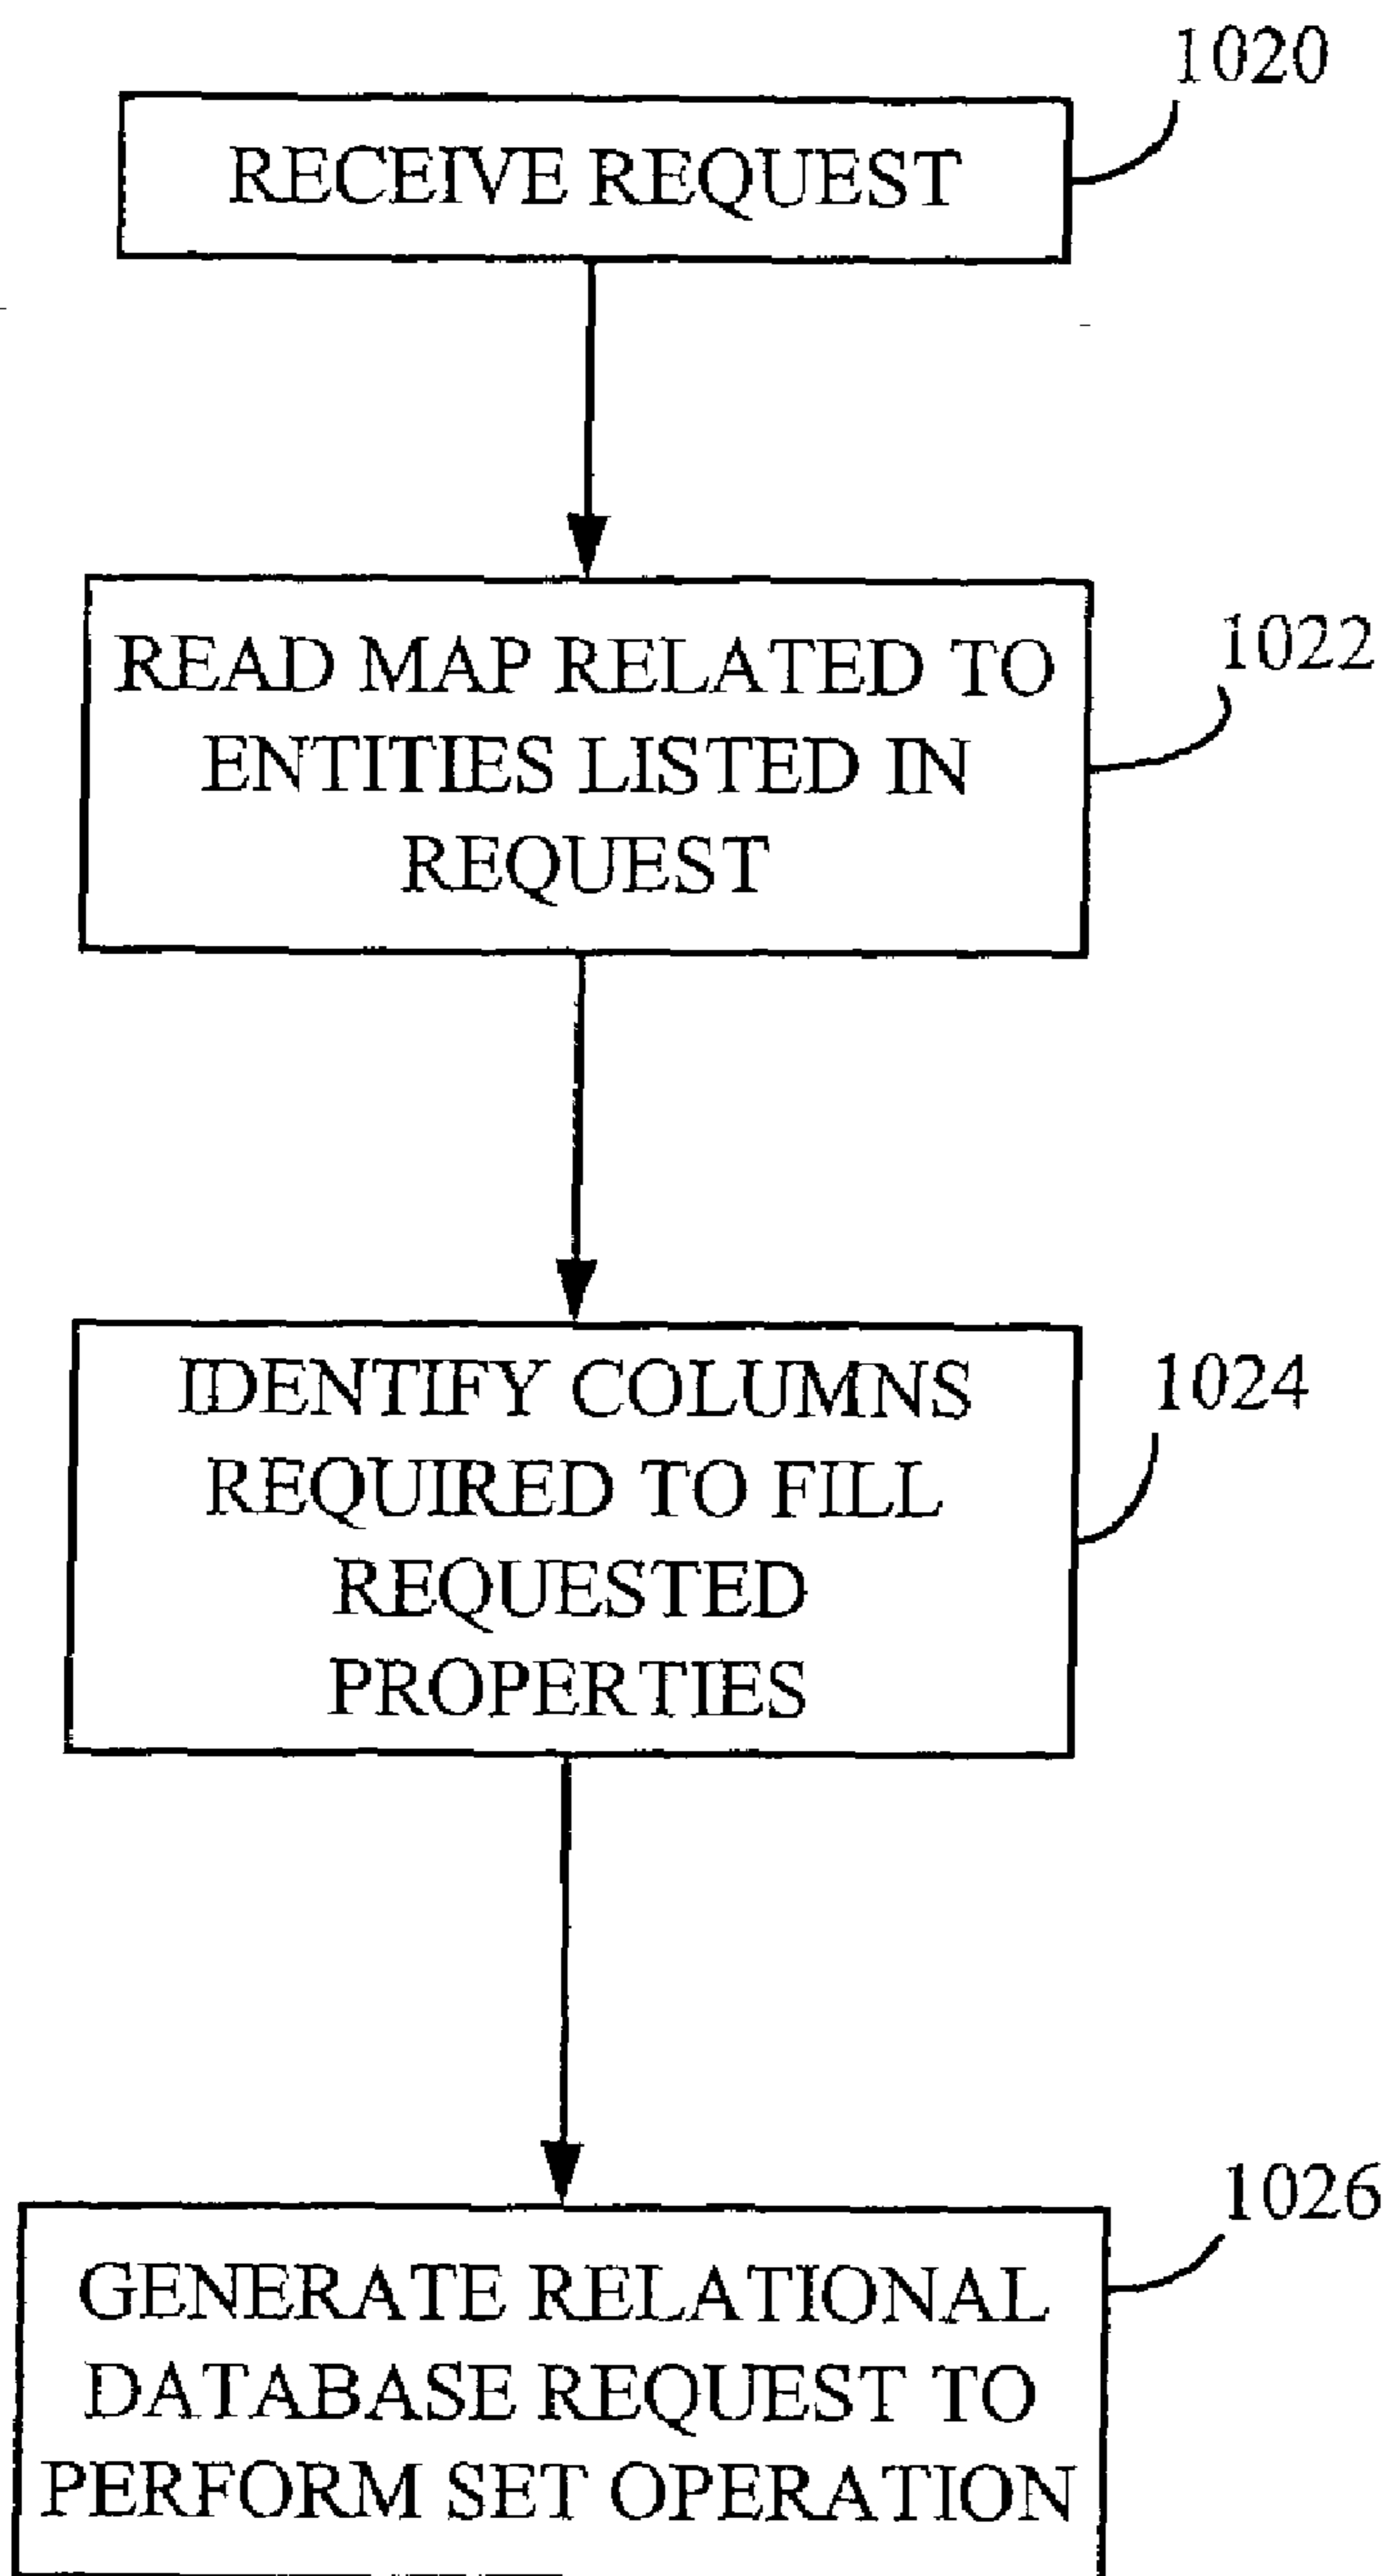 1020
RECEIVE REQUEST
READ MAP RELATED TO
ENTITIES LISTED IN
REQUEST
1022
IDENTIFY COLUMNS
REQUIRED TO FILL
REQUESTED
PROPERTIES
1024
GENERATE RELATIONAL
DATABASE REQUEST TO
PERFORM SET OPERATION
1026